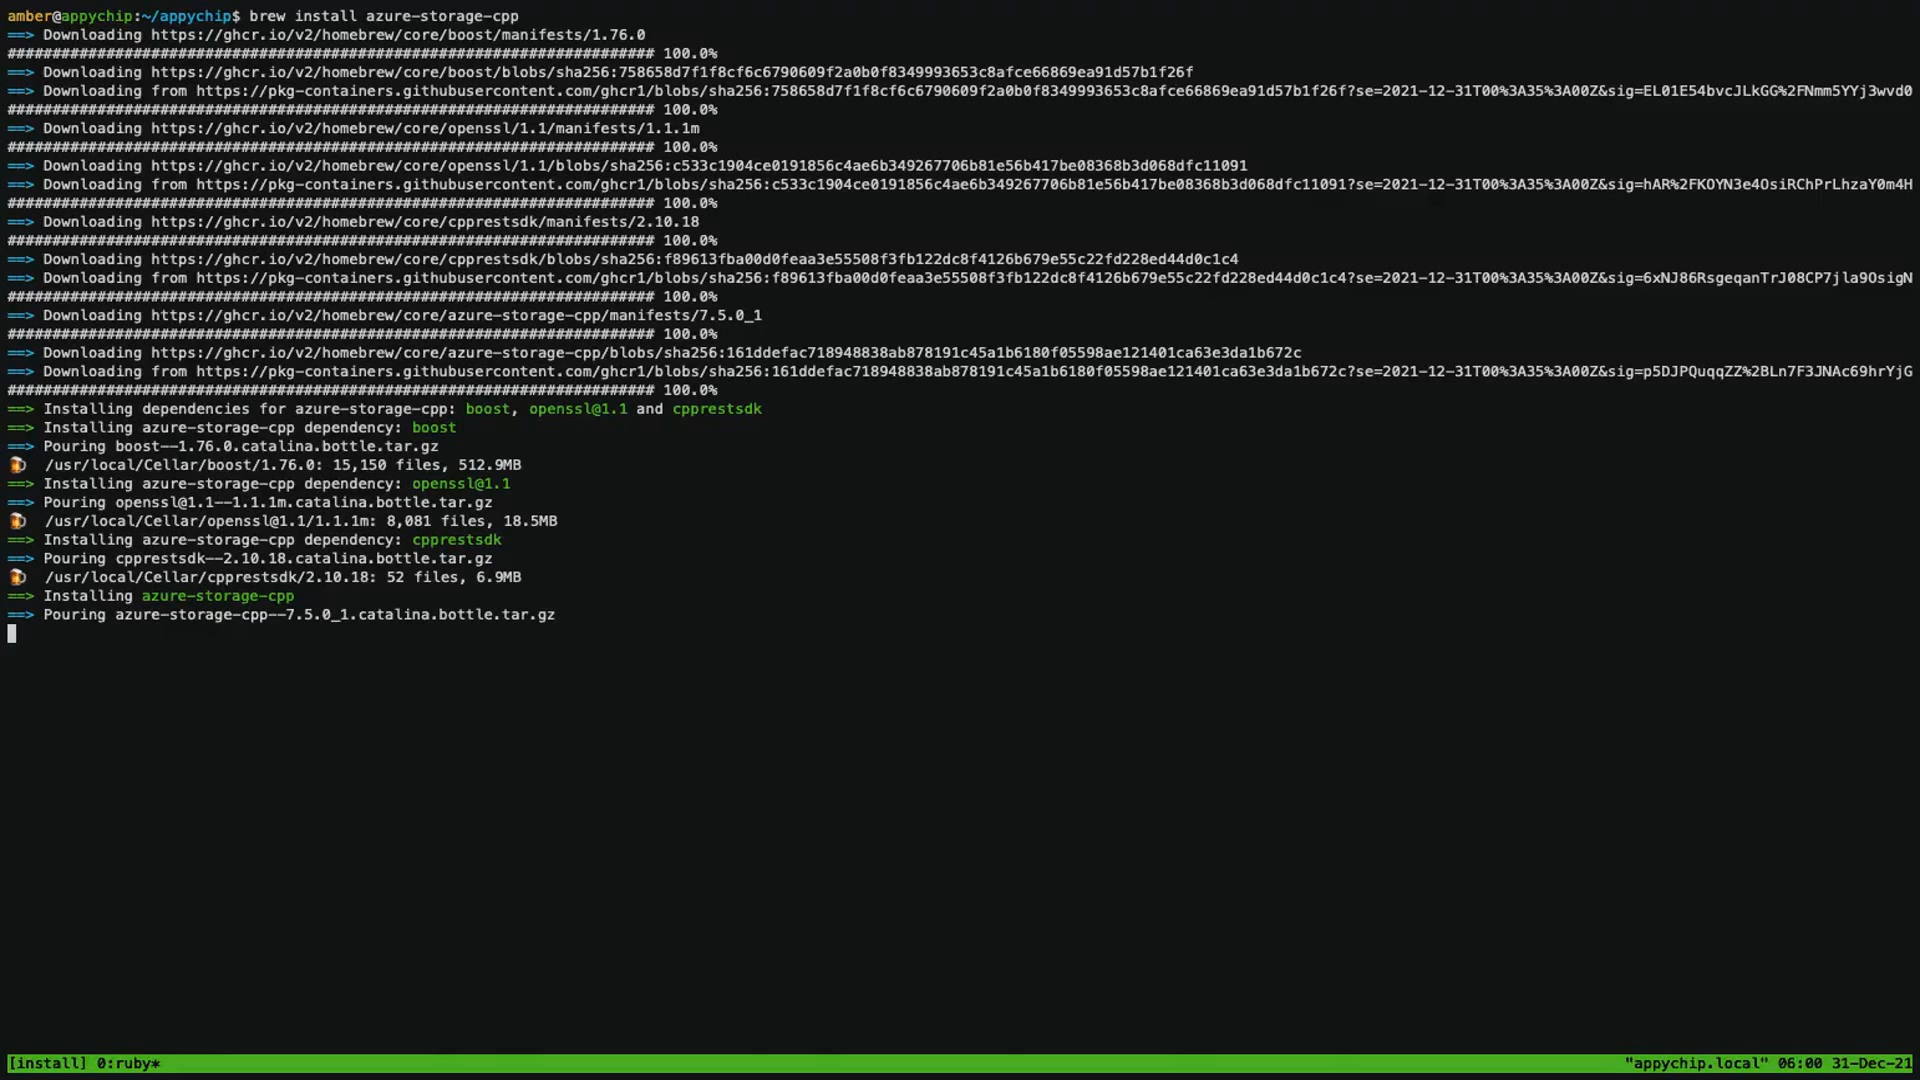 amber@appychip:~/appychip$ brew install azure-storage-cpp
==> Downloading https://ghcr.io/v2/homebrew/core/boost/manifests/1.76.0
######################################################################## 100.0%
==> Downloading https://ghcr.io/v2/homebrew/core/boost/blobs/sha256:758658d7f1f8cf6c6790609f2a0b0f8349993653c8afce66869ea91d57b1f26f
==> Downloading from https://pkg-containers.githubusercontent.com/ghcr1/blobs/sha256:758658d7f1f8cf6c6790609f2a0b0f8349993653c8afce66869ea91d57b1f26f?se=2021-12-31T00%3A35%3A00Z&sig=EL01E54bvcJLkGG%2FNmm5YYj3wvd0
######################################################################## 100.0%
==> Downloading https://ghcr.io/v2/homebrew/core/openssl/1.1/manifests/1.1.1m
######################################################################## 100.0%
==> Downloading https://ghcr.io/v2/homebrew/core/openssl/1.1/blobs/sha256:c533c1904ce0191856c4ae6b349267706b81e56b417be08368b3d068dfc11091
==> Downloading from https://pkg-containers.githubusercontent.com/ghcr1/blobs/sha256:c533c1904ce0191856c4ae6b349267706b81e56b417be08368b3d068dfc11091?se=2021-12-31T00%3A35%3A00Z&sig=hAR%2FKOYN3e4OsiRChPrLhzaY0m4H
######################################################################## 100.0%
==> Downloading https://ghcr.io/v2/homebrew/core/cpprestsdk/manifests/2.10.18
######################################################################## 100.0%
==> Downloading https://ghcr.io/v2/homebrew/core/cpprestsdk/blobs/sha256:f89613fba00d0feaa3e55508f3fb122dc8f4126b679e55c22fd228ed44d0c1c4
==> Downloading from https://pkg-containers.githubusercontent.com/ghcr1/blobs/sha256:f89613fba00d0feaa3e55508f3fb122dc8f4126b679e55c22fd228ed44d0c1c4?se=2021-12-31T00%3A35%3A00Z&sig=6xNJ86RsgeqanTrJ08CP7jla9OsigN
######################################################################## 100.0%
==> Downloading https://ghcr.io/v2/homebrew/core/azure-storage-cpp/manifests/7.5.0_1
######################################################################## 100.0%
==> Downloading https://ghcr.io/v2/homebrew/core/azure-storage-cpp/blobs/sha256:161ddefac718948838ab878191c45a1b6180f05598ae121401ca63e3da1b672c
==> Downloading from https://pkg-containers.githubusercontent.com/ghcr1/blobs/sha256:161ddefac718948838ab878191c45a1b6180f05598ae121401ca63e3da1b672c?se=2021-12-31T00%3A35%3A00Z&sig=p5DJPQuqqZZ%2BLn7F3JNAc69hrYjG
######################################################################## 100.0%
==> Installing dependencies for azure-storage-cpp: boost, openssl@1.1 and cpprestsdk
==> Installing azure-storage-cpp dependency: boost
==> Pouring boost--1.76.0.catalina.bottle.tar.gz
🍺 /usr/local/Cellar/boost/1.76.0: 15,150 files, 512.9MB
==> Installing azure-storage-cpp dependency: openssl@1.1
==> Pouring openssl@1.1--1.1.1m.catalina.bottle.tar.gz
🍺 /usr/local/Cellar/openssl@1.1/1.1.1m: 8,081 files, 18.5MB
==> Installing azure-storage-cpp dependency: cpprestsdk
==> Pouring cpprestsdk--2.10.18.catalina.bottle.tar.gz
🍺 /usr/local/Cellar/cpprestsdk/2.10.18: 52 files, 6.9MB
==> Installing azure-storage-cpp
==> Pouring azure-storage-cpp--7.5.0_1.catalina.bottle.tar.gz
[install] 0:ruby* "appychip.local" 06:00 31-Dec-21